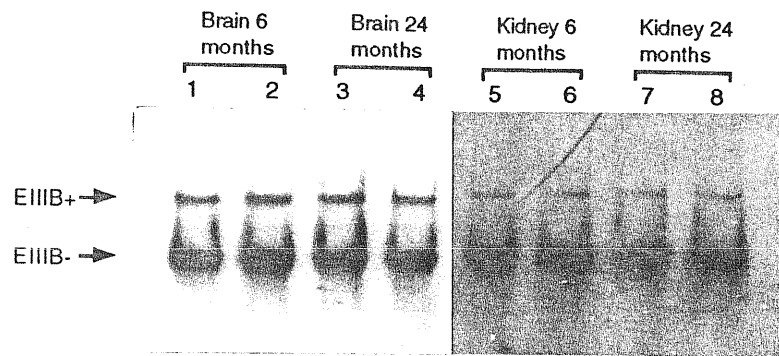 Brain 6
months
Brain 24
months
Kidney 6
months
Kidney 24
months
1 2 3 4 5 6 7 8
EIIIB+
EIIIB-